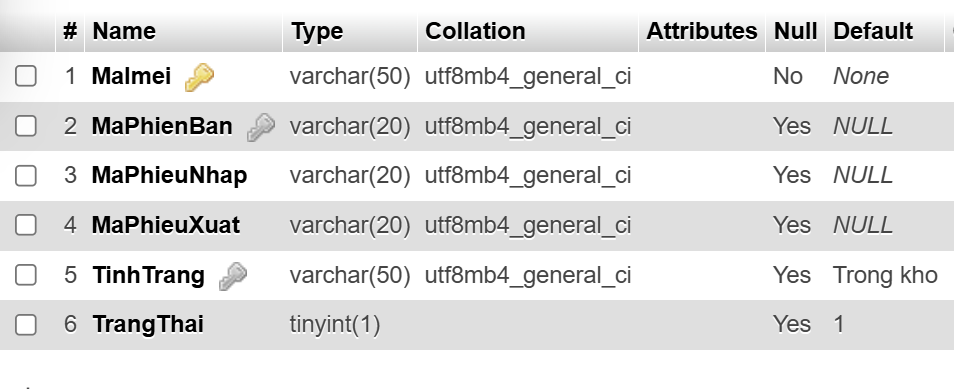 # Name Type Collation Attributes Null Default
1 MaImei varchar(50) utf8mb4_general_ci No None
2 MaPhienBan varchar(20) utf8mb4_general_ci Yes NULL
3 MaPhieuNhap varchar(20) utf8mb4_general_ci Yes NULL
4 MaPhieuXuat varchar(20) utf8mb4_general_ci Yes NULL
5 TinhTrang varchar(50) utf8mb4_general_ci Yes Trong kho
6 TrangThai tinyint(1) Yes 1